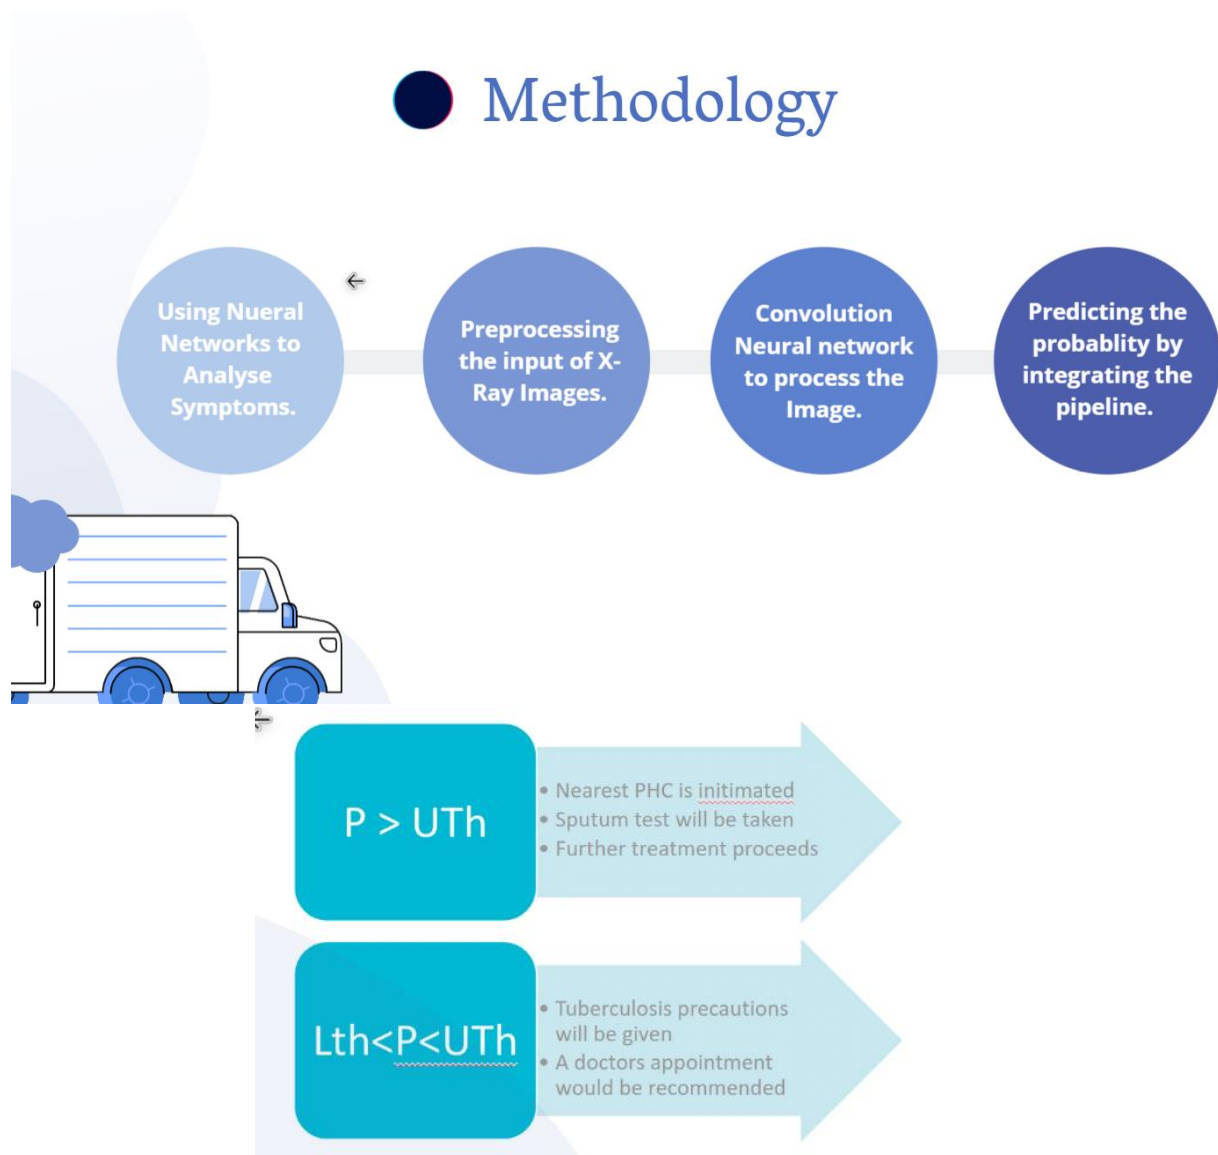 Methodology
Using Nueral
Networks to
Analyse
Symptoms.
Preprocessing
the input of X-
Ray Images.
Convolution
Neural network
to process the
Image.
Predicting the
probablity by
integrating the
pipeline.
P > UTh
• Nearest PHC is initimated
• Sputum test will be taken
• Further treatment proceeds
Lth<P<UTh
• Tuberculosis precautions
will be given
• A doctors appointment
would be recommended